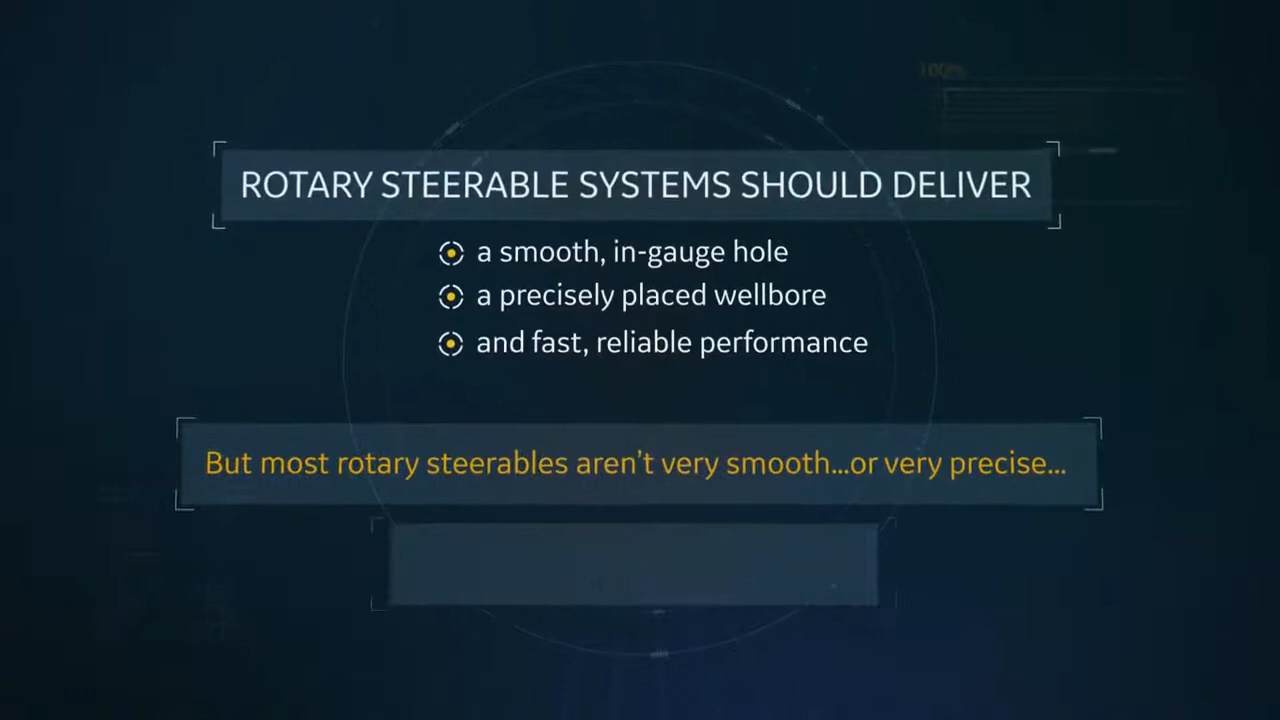 ROTARY STEERABLE SYSTEMS SHOULD DELIVER
a smooth, in-gauge hole
a precisely placed wellbore
and fast, reliable performance
But most rotary steerables aren't very smooth...or very precise...